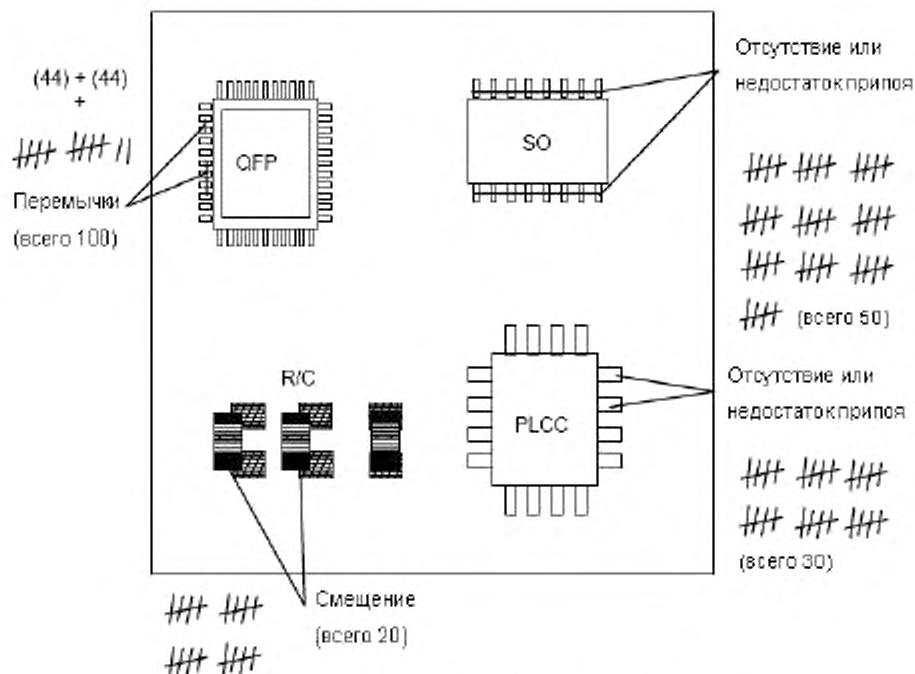 (44) + (44)
+
Перемычки
(всего 100)
QFP
SO
Отсутствие или
недостаток припоя
(всего 50)
R/C
PLCC
Отсутствие или
недостаток припоя
(всего 30)
Смещение
(всего 20)